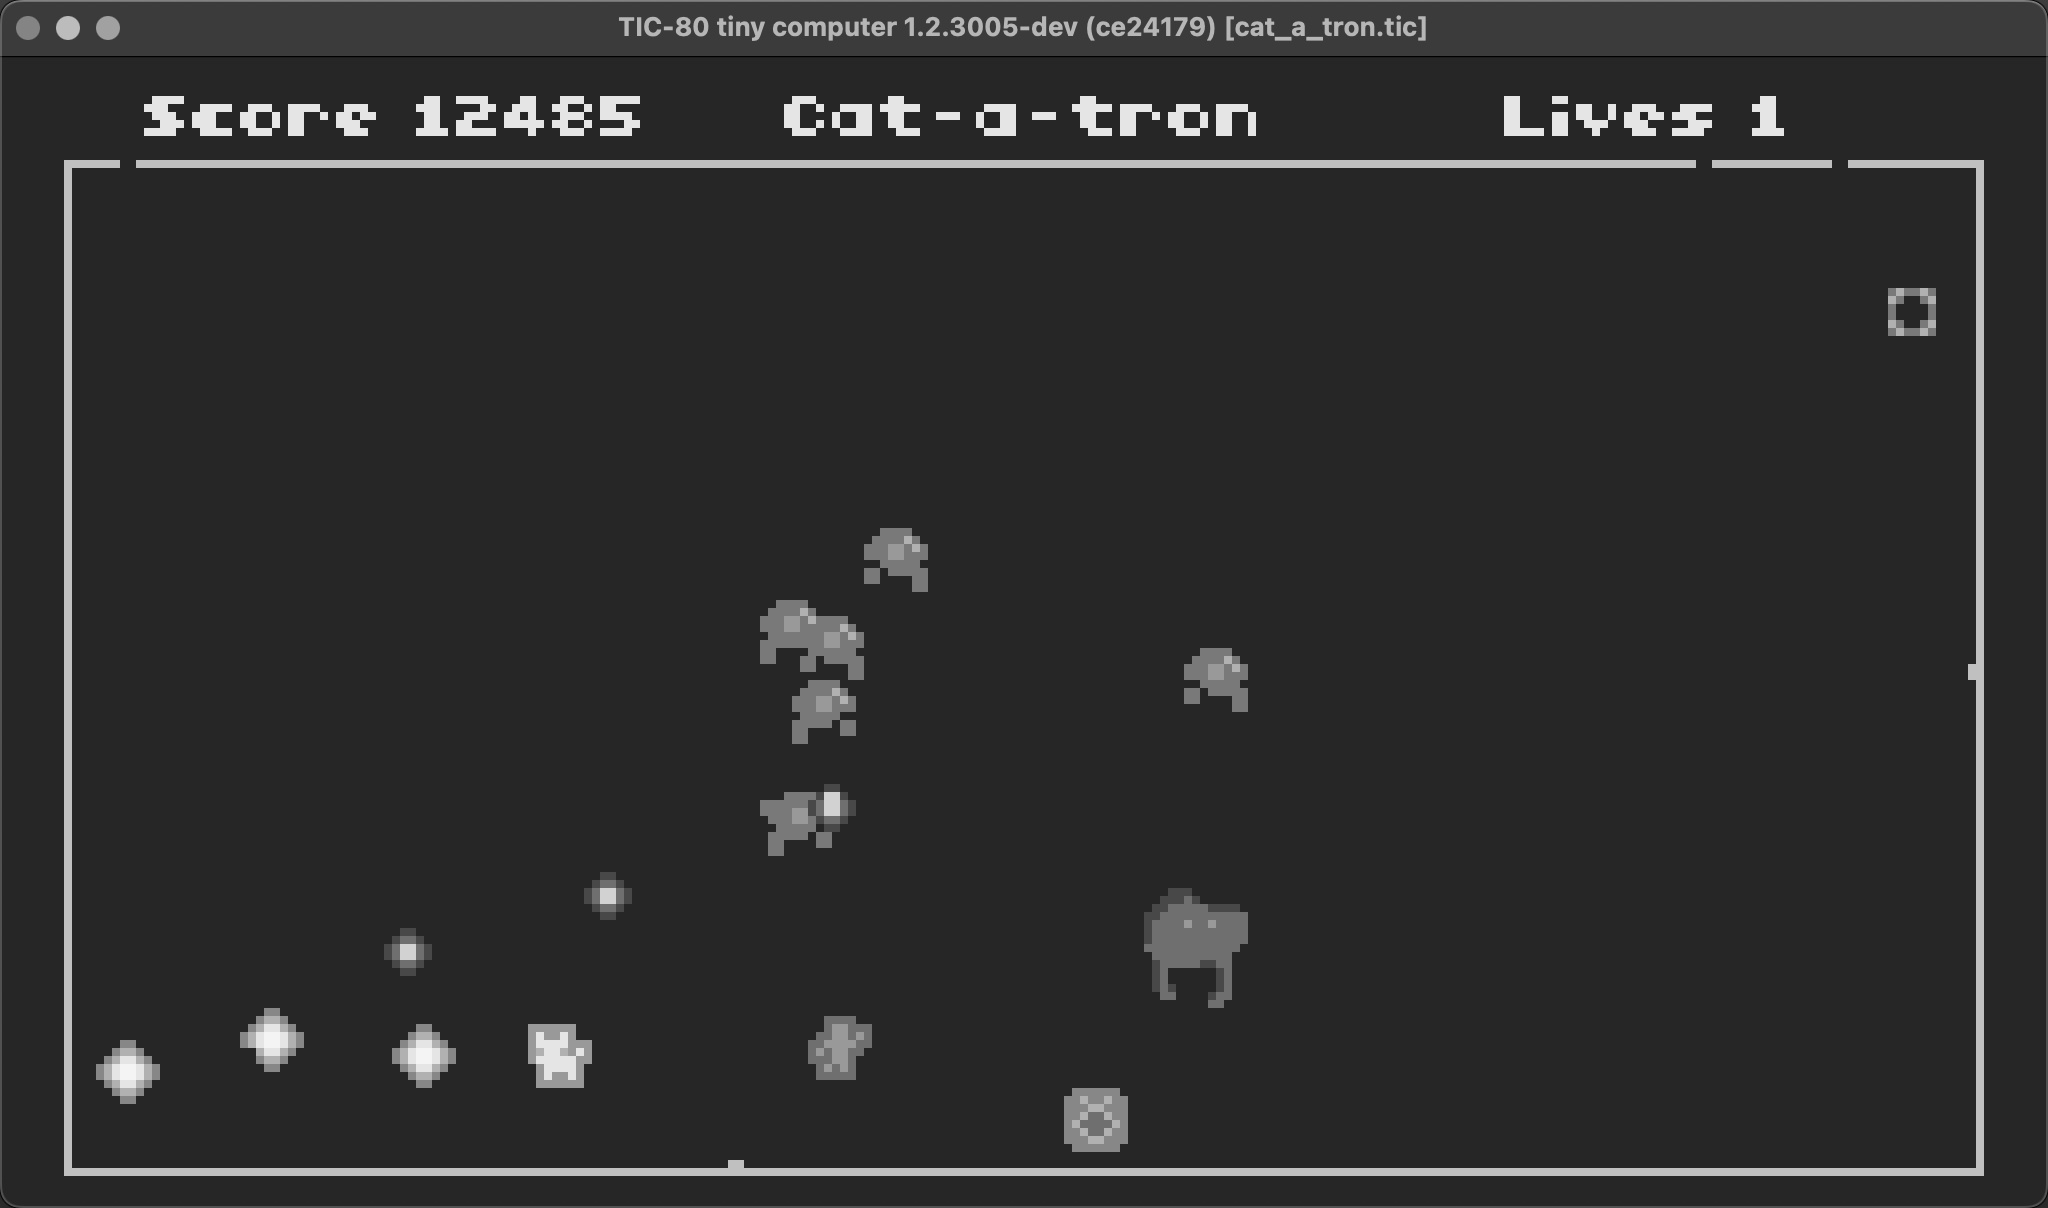 TIC-80 tiny computer 1.2.3005-dev (ce24179) [cat_a_tron.tic]
Score 12485 Cat-a-tron Lives 1